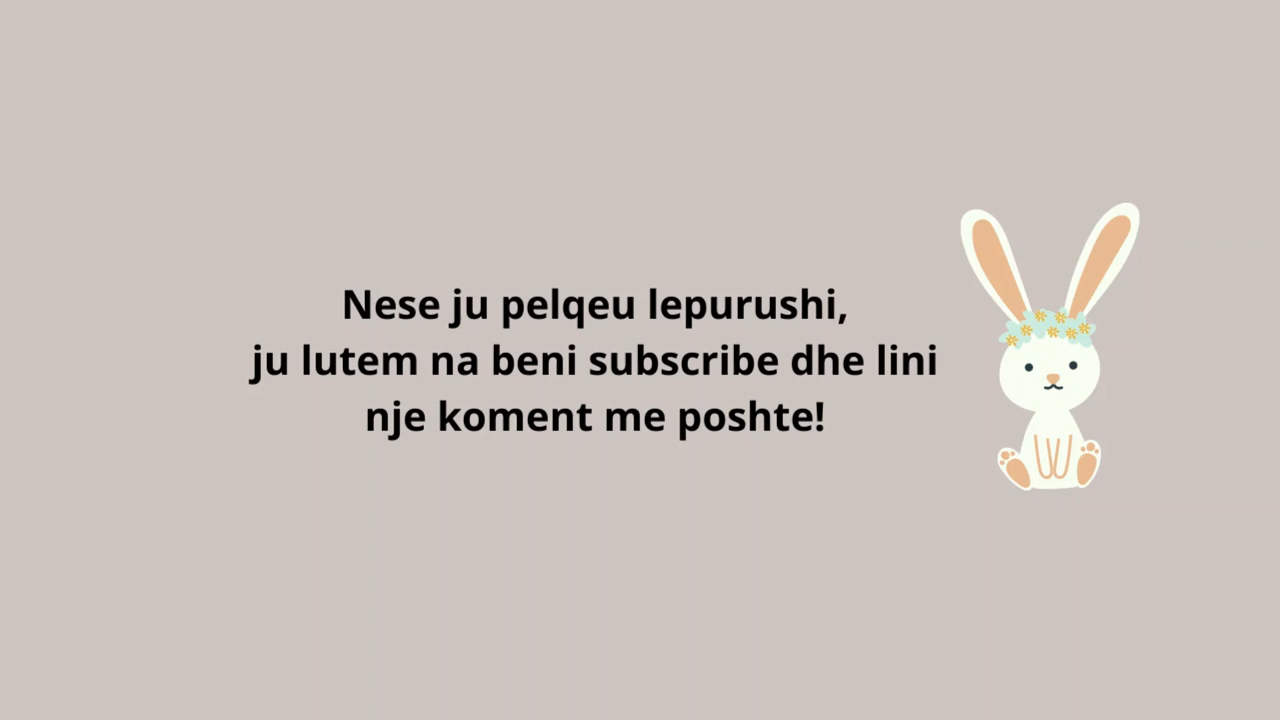 Nese ju pelqeu lepurushi,
ju lutem na beni subscribe dhe lini
nje koment me poshte!